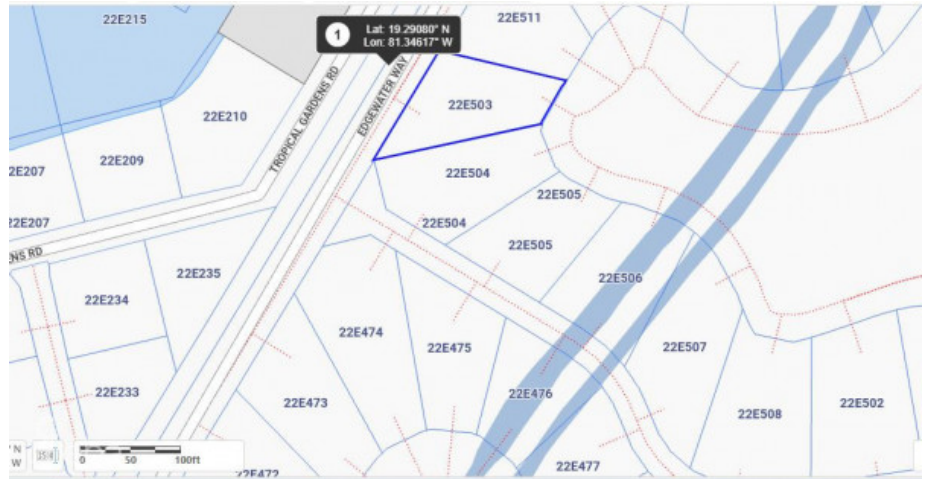 22E215
1
Lat: 19.29080° N
Lon: 81.34617° W
22E511
22E503
22E210
TROPICAL GARDENS RD
EDGEWATER WAY
22E209
22E207
22E504
22E505
22E207
22E504
22E505
NS RD
22E235
22E506
22E234
22E474
22E475
22E507
22E233
22E473
22E476
22E508
22E502
° N
W
0 50 100ft
22E472
22E477